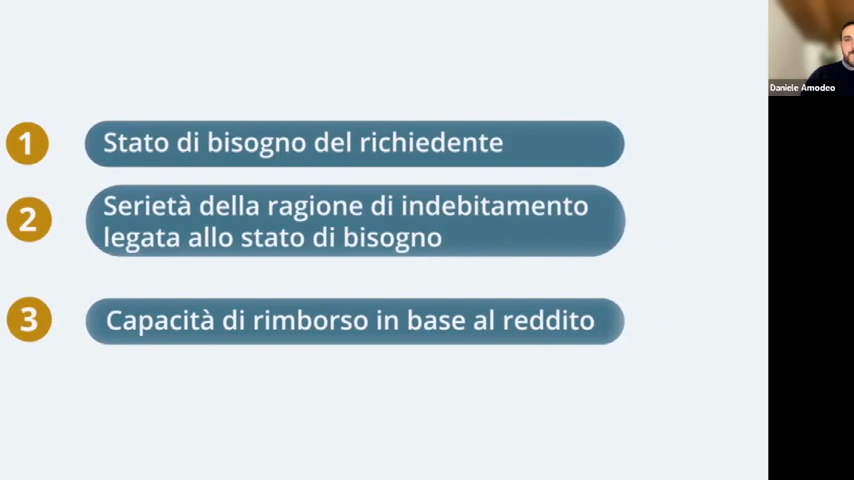 1
Stato di bisogno del richiedente
2
Serietà della ragione di indebitamento
legata allo stato di bisogno
3
Capacità di rimborso in base al reddito
Daniele Amodeo